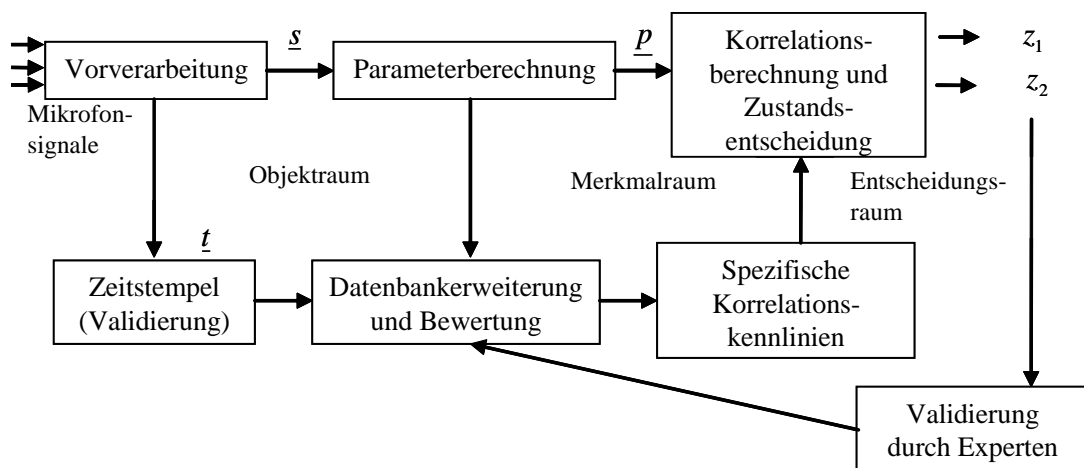 s
p
Vorverarbeitung
Parameterberechnung
Korrelations-
berechnung und
Zustands-
entscheidung
z1
z2
Mikrofon-
signale
Objektraum
Merkmalraum
Entscheidungs-
raum
t
Zeitstempel
(Validierung)
Datenbankerweiterung
und Bewertung
Spezifische
Korrelations-
kennlinien
Validierung
durch Experten